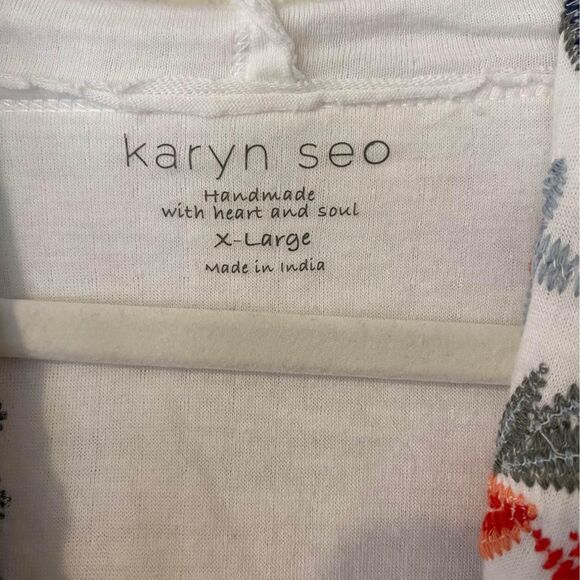 karyn seo
Handmade
with heart and soul
X-Large
Made in India